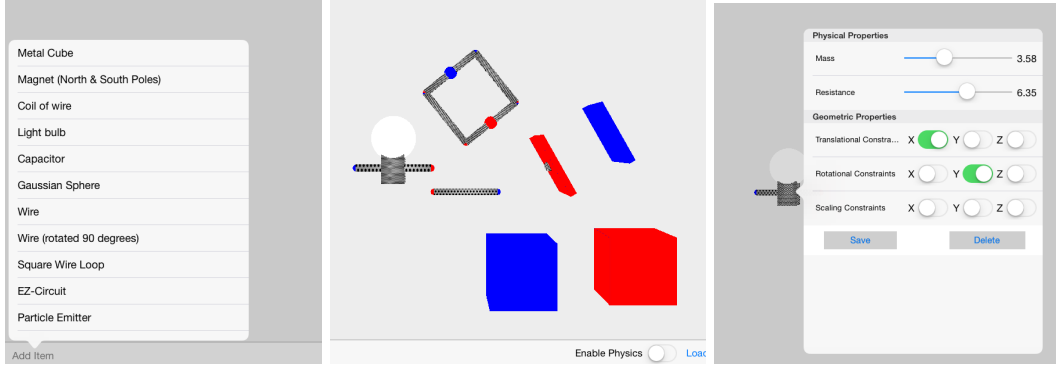 Metal Cube
Magnet (North & South Poles)
Coil of wire
Light bulb
Capacitor
Gaussian Sphere
Wire
Wire (rotated 90 degrees)
Square Wire Loop
EZ-Circuit
Particle Emitter
Add Item
Enable Physics
Load
Physical Properties
Mass 3.58
Resistance 6.35
Geometric Properties
Translational Constra... X Y Z
Rotational Constraints X Y Z
Scaling Constraints X Y Z
Save Delete